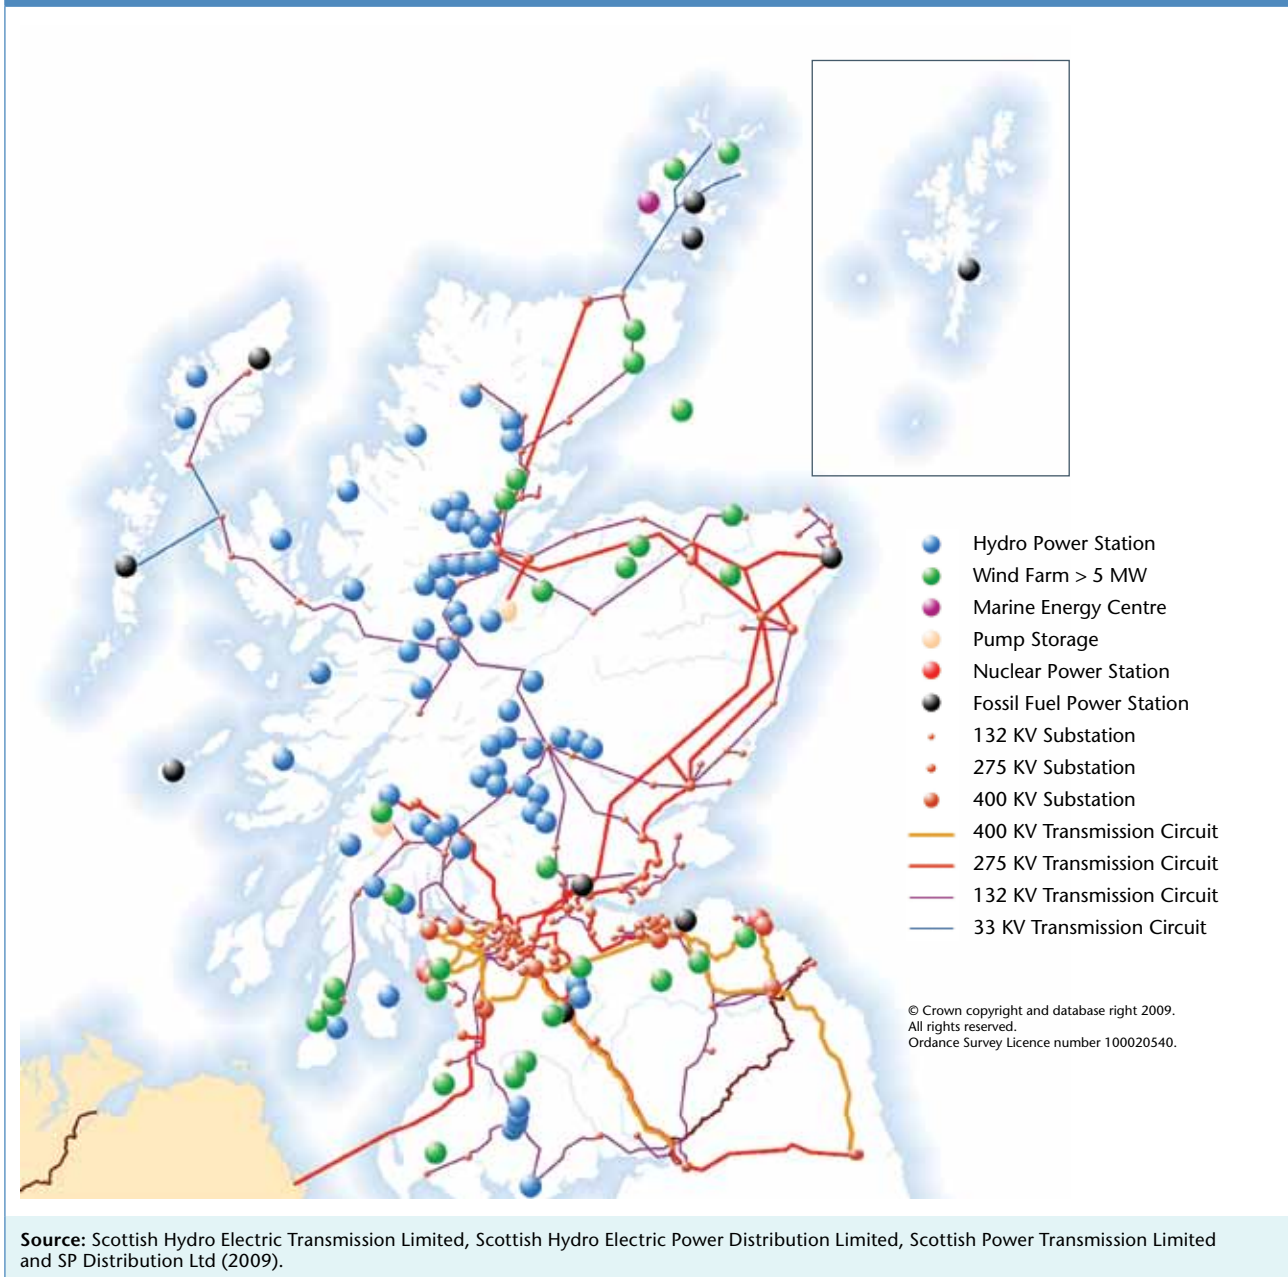 Hydro Power Station
Wind Farm > 5 MW
Marine Energy Centre
Pump Storage
Nuclear Power Station
Fossil Fuel Power Station
132 KV Substation
275 KV Substation
400 KV Substation
400 KV Transmission Circuit
275 KV Transmission Circuit
132 KV Transmission Circuit
33 KV Transmission Circuit
© Crown copyright and database right 2009.
All rights reserved.
Ordance Survey Licence number 100020540.
Source: Scottish Hydro Electric Transmission Limited, Scottish Hydro Electric Power Distribution Limited, Scottish Power Transmission Limited
and SP Distribution Ltd (2009).